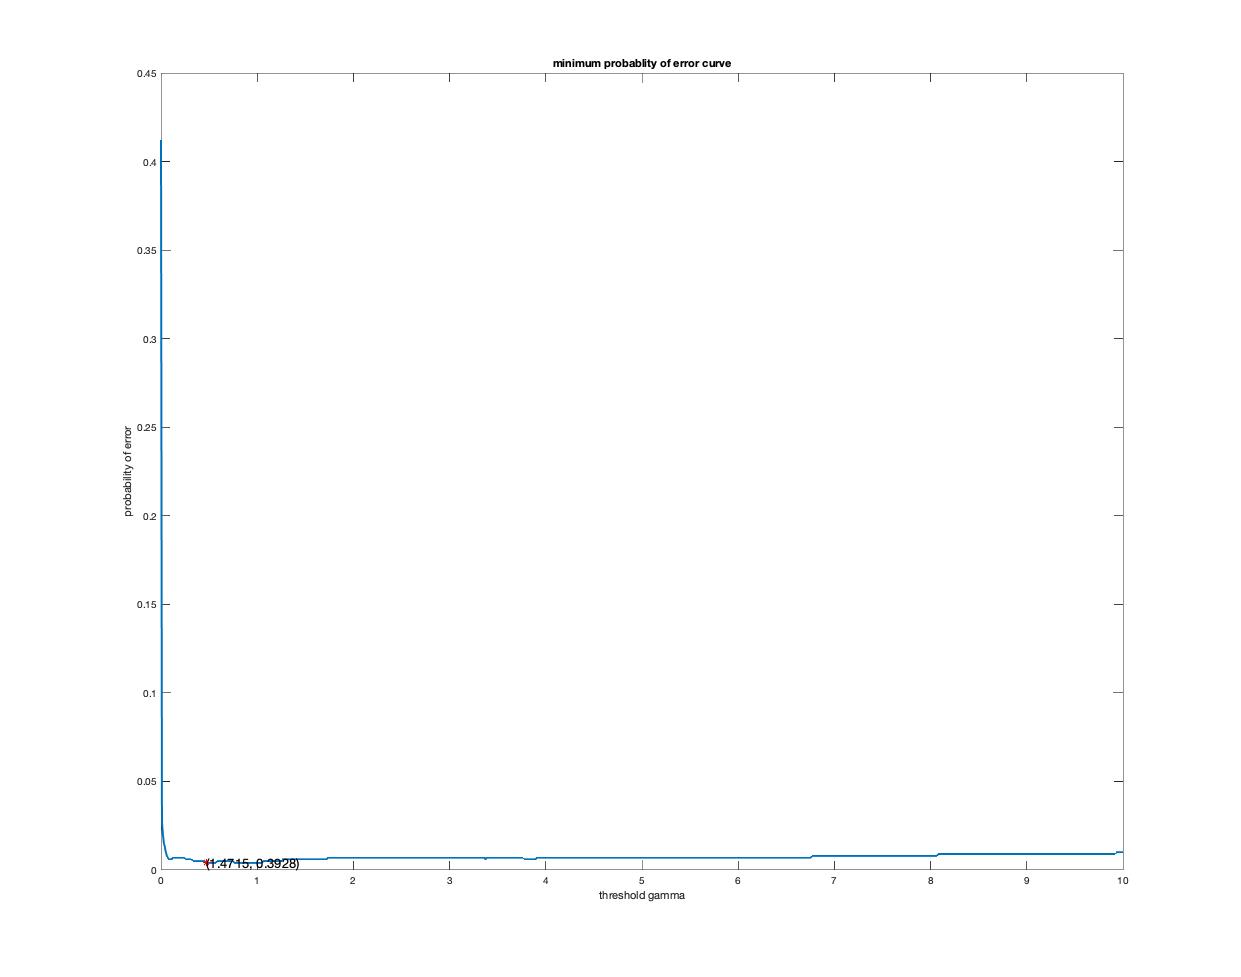 minimum probablity of error curve
0.45
0.4
0.35
0.3
0.25
0.2
0.15
0.1
0.05
0
probability of error
(1.4715, 0.3928)
0 1 2 3 4 5 6 7 8 9 10
threshold gamma